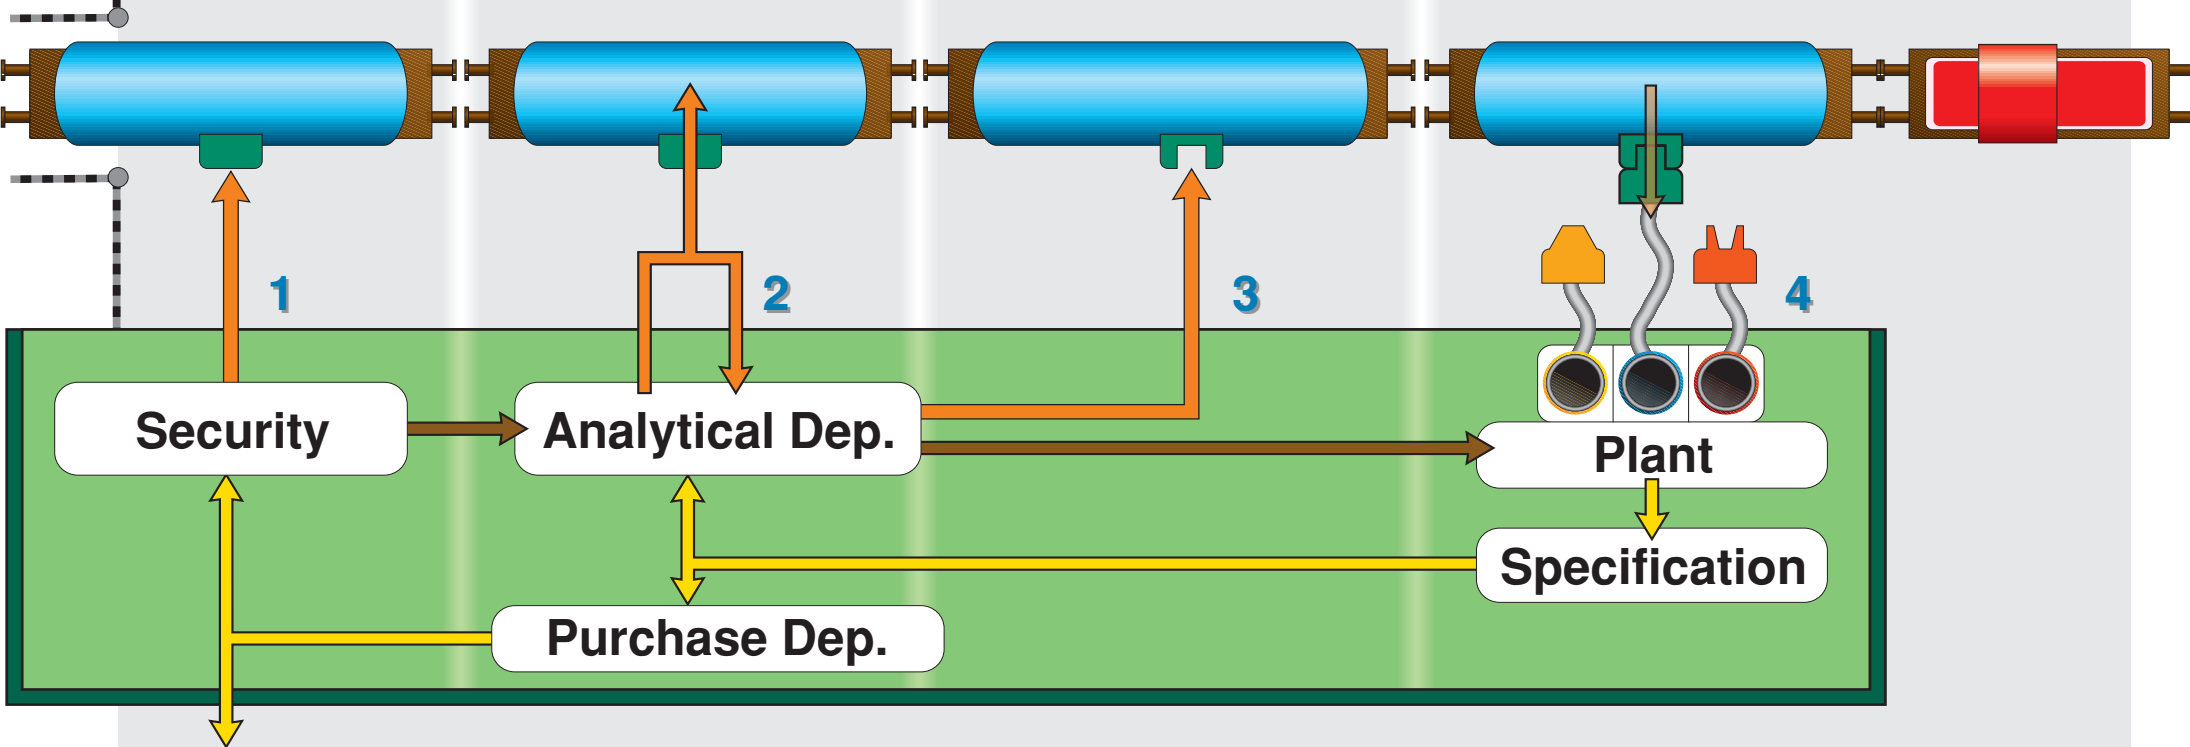 1
2
3
4
Security
Analytical Dep.
Plant
Specification
Purchase Dep.